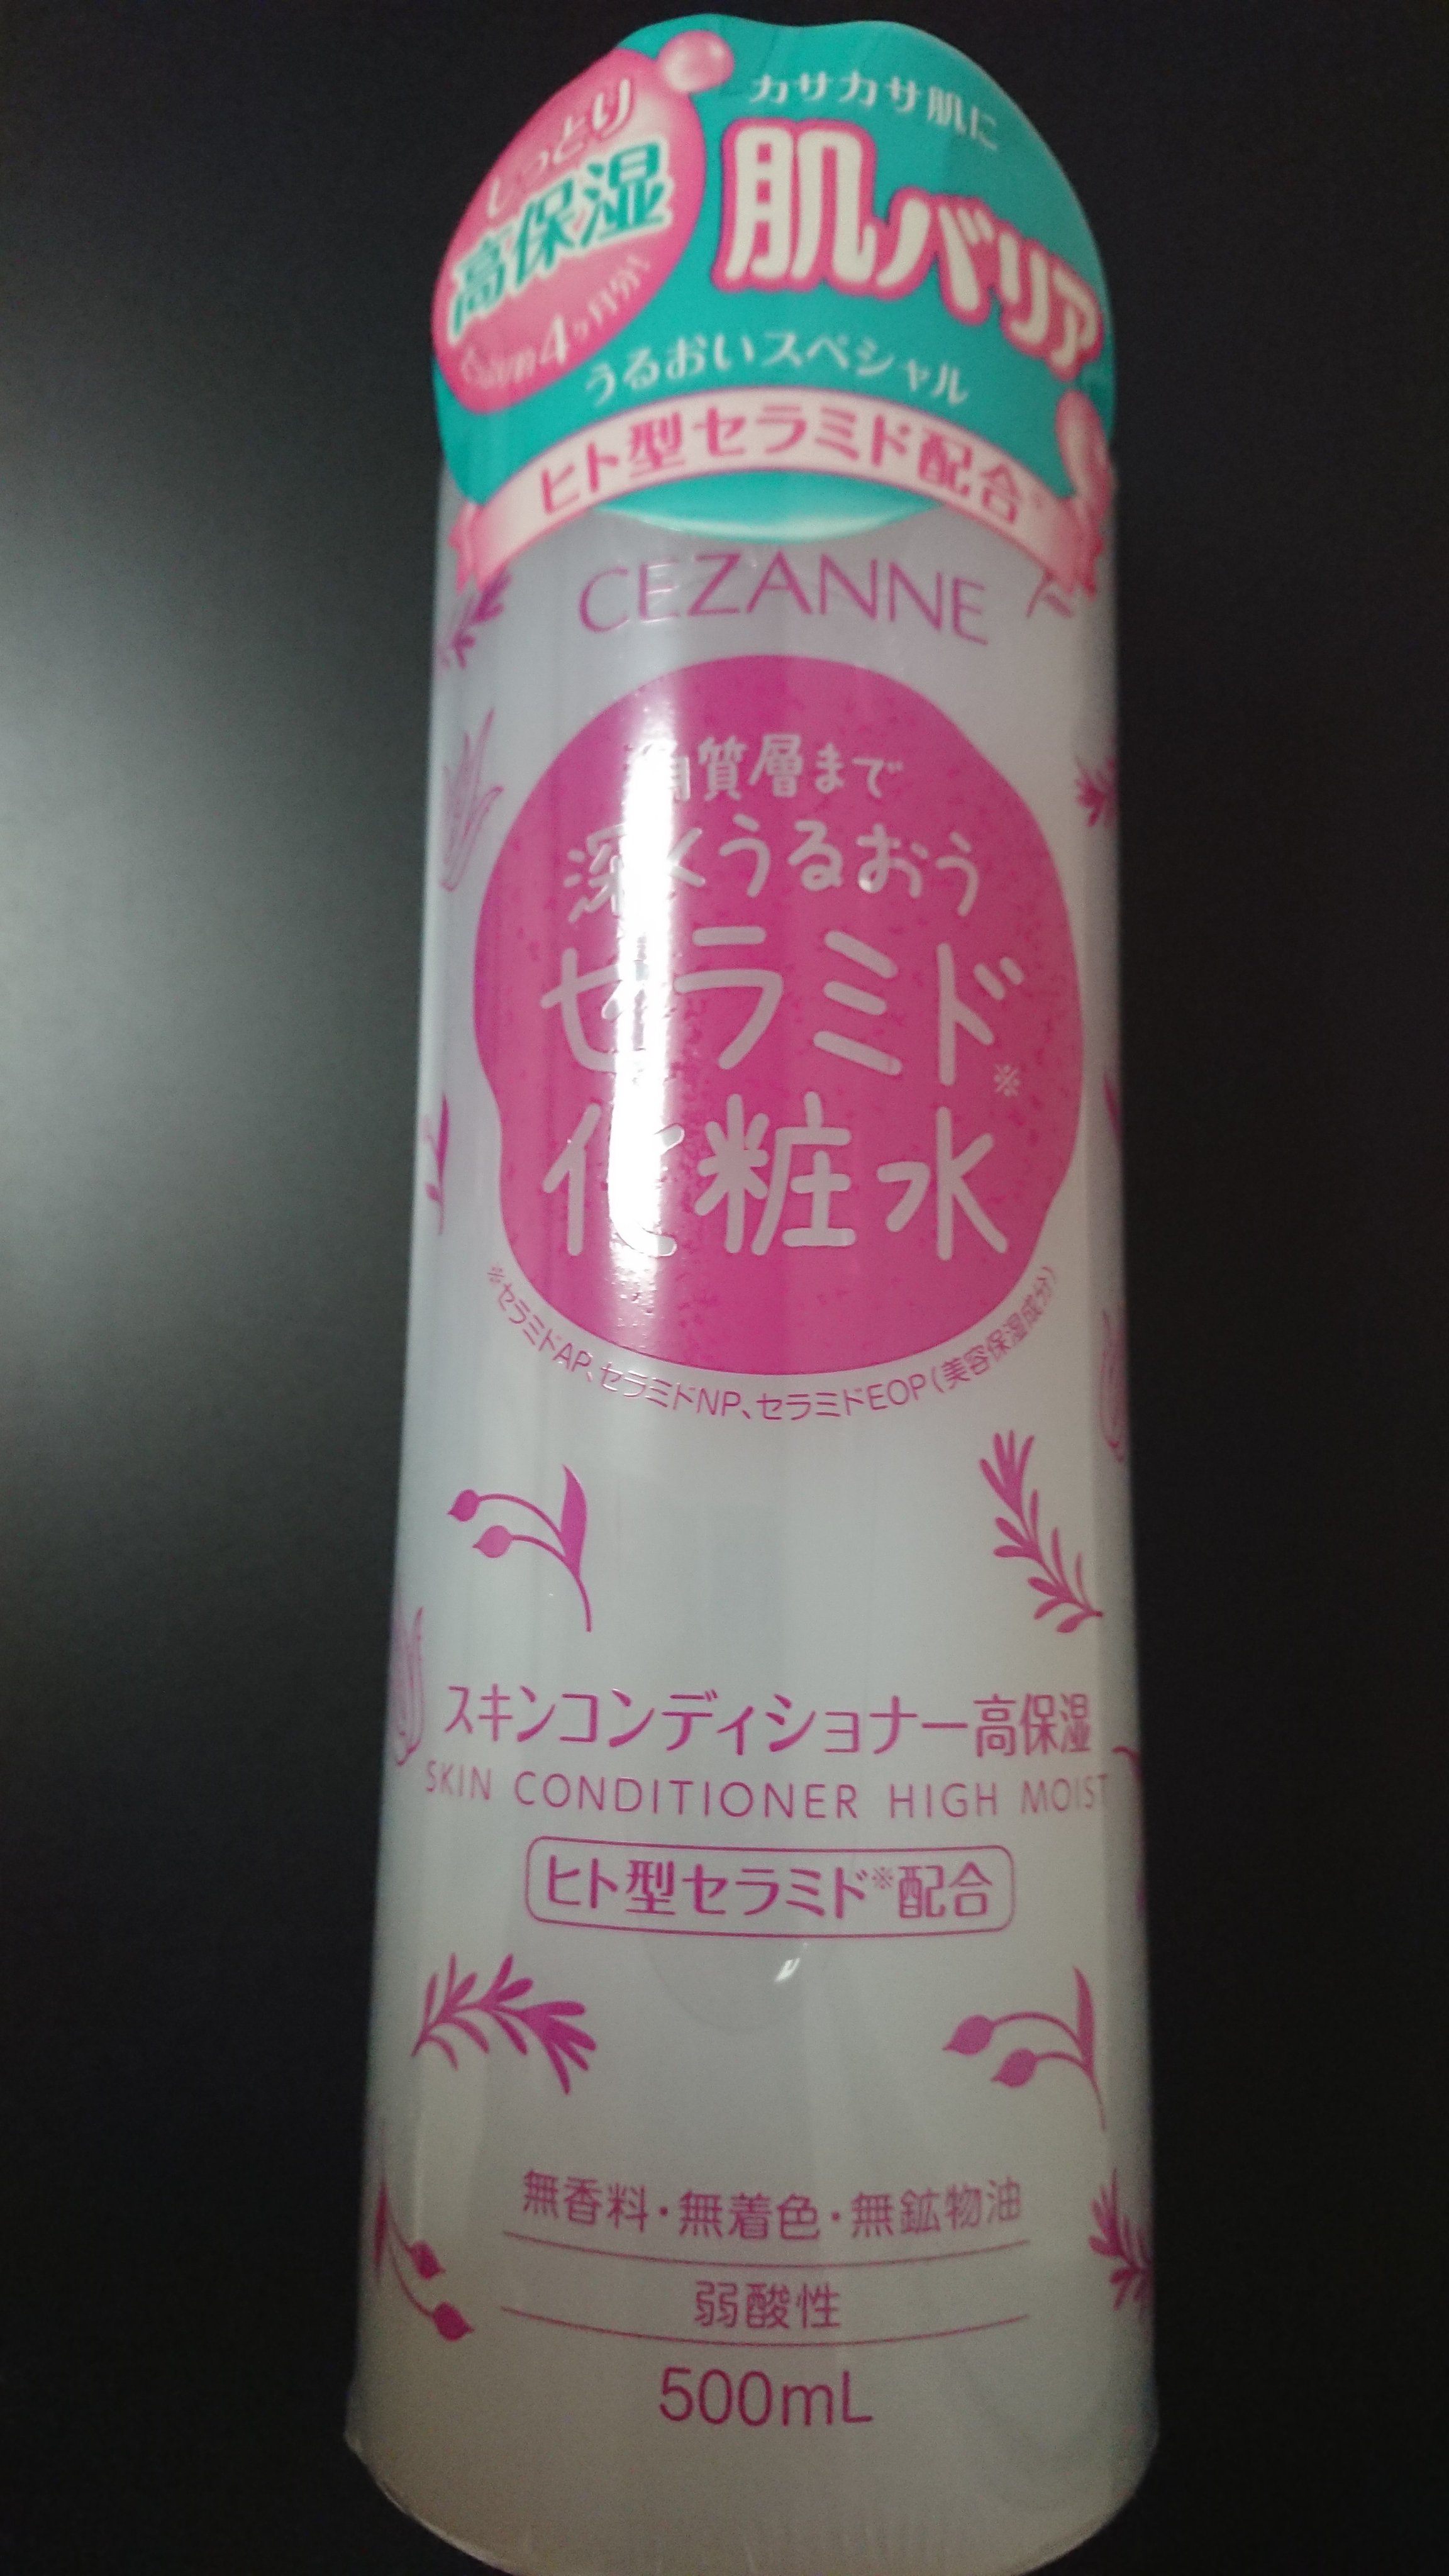 カサカサ肌に
肌バリア
うるおいスペシャル
しっとり
高保湿
4ヶ月分!
ヒト型セラミド配合※
CEZANNE
角質層まで
深くうるおう
セラミド※
化粧水
※セラミドAP、セラミドNP、セラミドEOP(美容保湿成分)
スキンコンディショナー高保湿
SKIN CONDITIONER HIGH MOIST
ヒト型セラミド※配合
無香料・無着色・無鉱物油
弱酸性
500mL